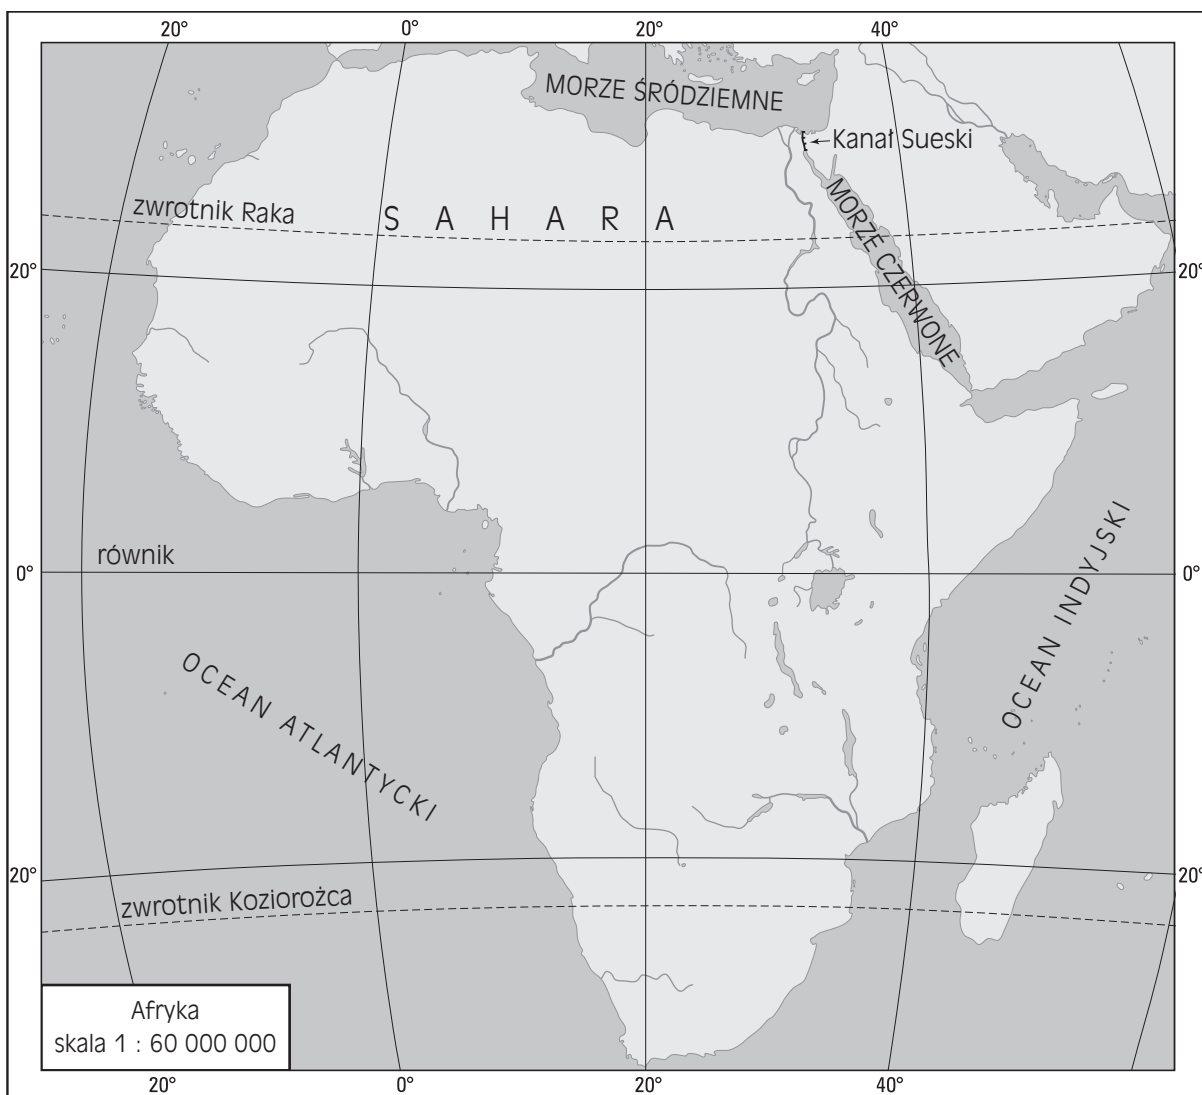 20° 0° 20° 40°
MORZE ŚRÓDZIEMNE
Kanał Sueski
zwrotnik Raka
SAHARA
MORZE CZERWONE
20° 20°
równik
0° 0°
OCEAN INDYJSKI
OCEAN ATLANTYCKI
20° 20°
zwrotnik Koziorożca
Afryka
skala 1 : 60 000 000
20° 0° 20° 40°